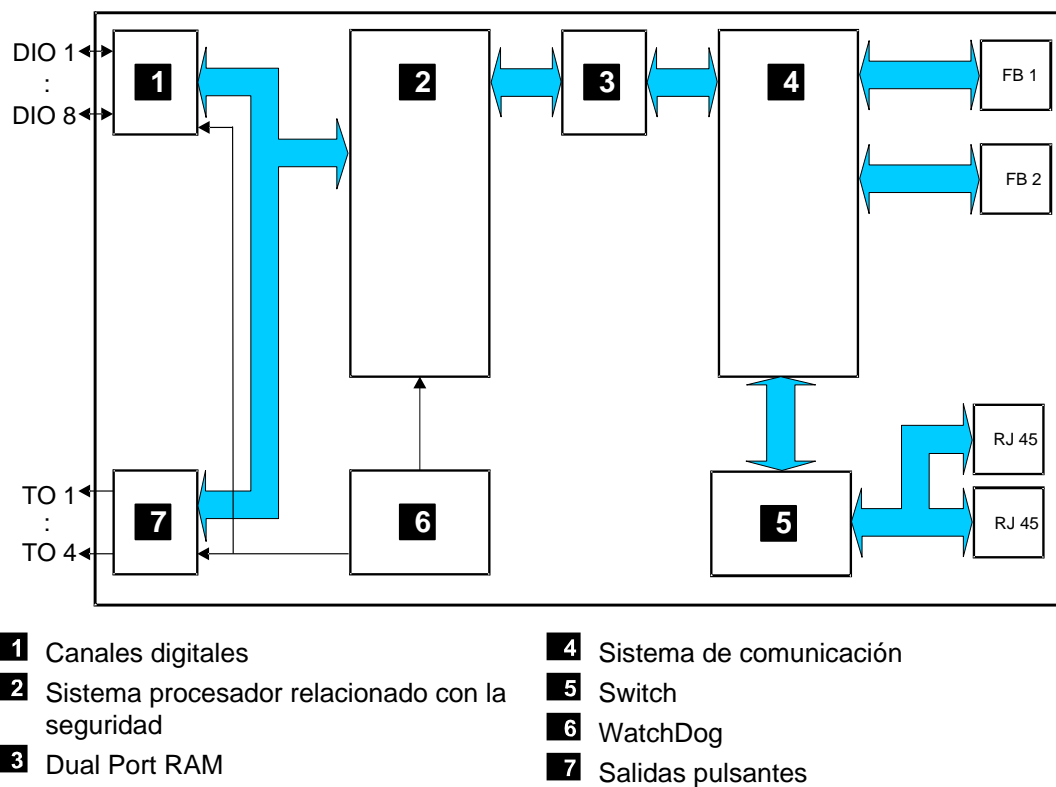 DIO 1
:
DIO 8
1
2
3
4
FB 1
FB 2
RJ 45
TO 1
:
TO 4
7
6
5
RJ 45
1 Canales digitales
2 Sistema procesador relacionado con la
seguridad
3 Dual Port RAM
4 Sistema de comunicación
5 Switch
6 WatchDog
7 Salidas pulsantes